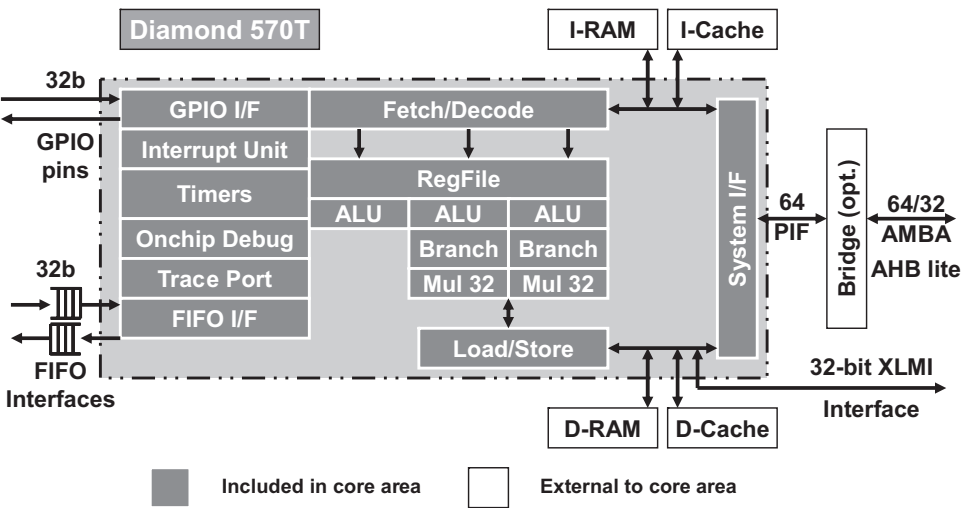 Diamond 570T
I-RAM
I-Cache
32b
GPIO I/F
Fetch/Decode
GPIO
pins
Interrupt Unit
Timers
RegFile
ALU
ALU
ALU
Onchip Debug
Branch
Branch
Trace Port
Mul 32
Mul 32
32b
FIFO I/F
FIFO
Interfaces
Load/Store
System I/F
64
PIF
Bridge (opt.)
64/32
AMBA
AHB lite
32-bit XLMI
Interface
D-RAM
D-Cache
Included in core area
External to core area